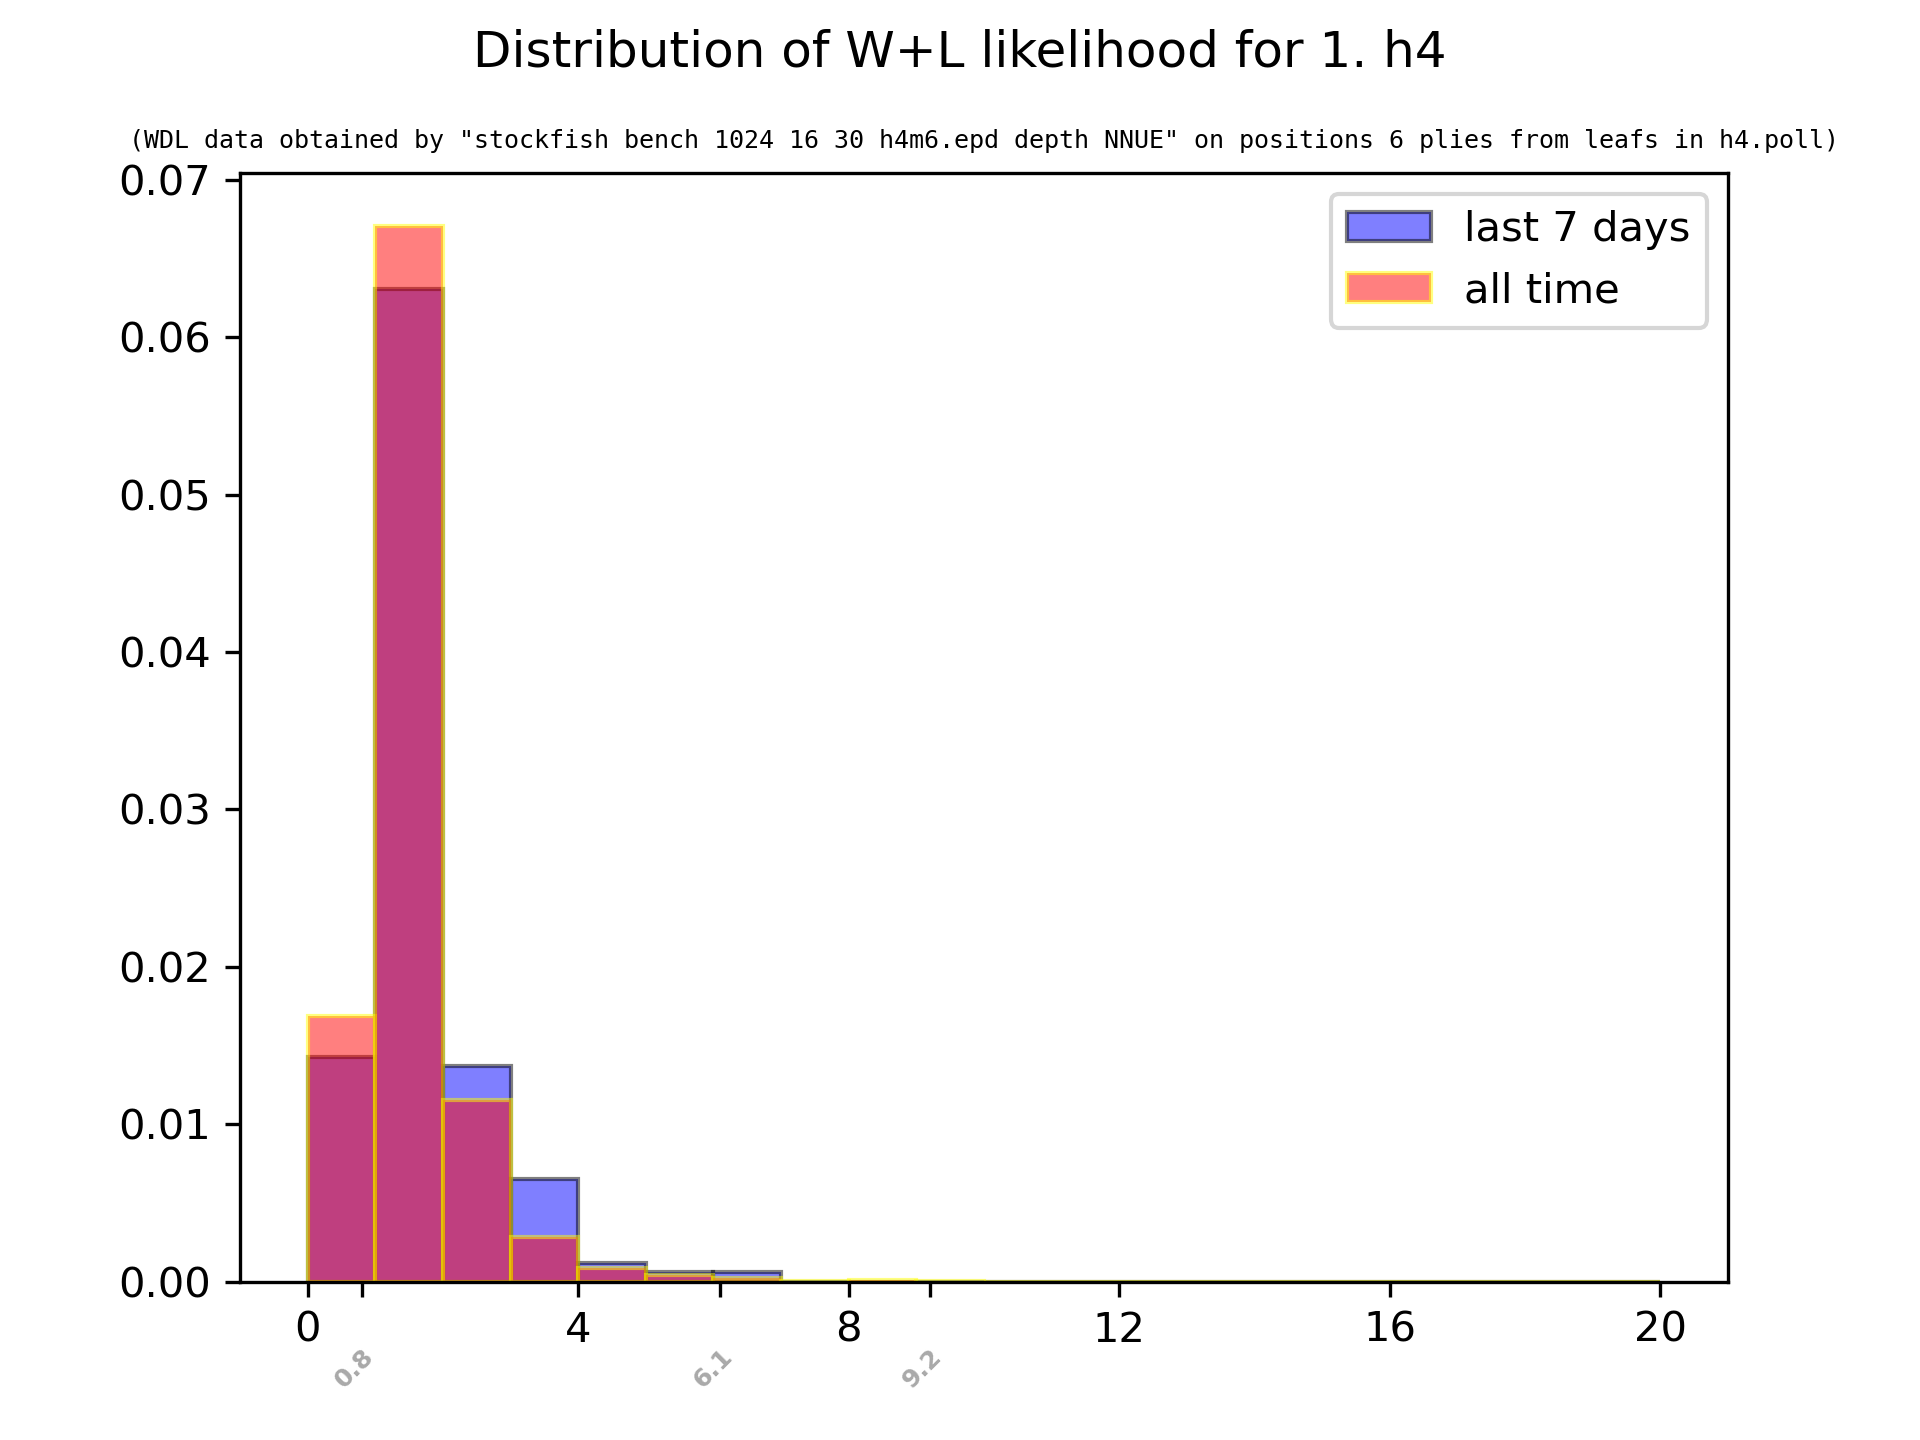 Distribution of W+L likelihood for 1. h4
(WDL data obtained by "stockfish bench 1024 16 30 h4m6.epd depth NNUE" on positions 6 plies from leafs in h4.poll)
last 7 days
all time
0.07
0.06
0.05
0.04
0.03
0.02
0.01
0.00
0 4 8 12 16 20
0.8 6.1 9.2